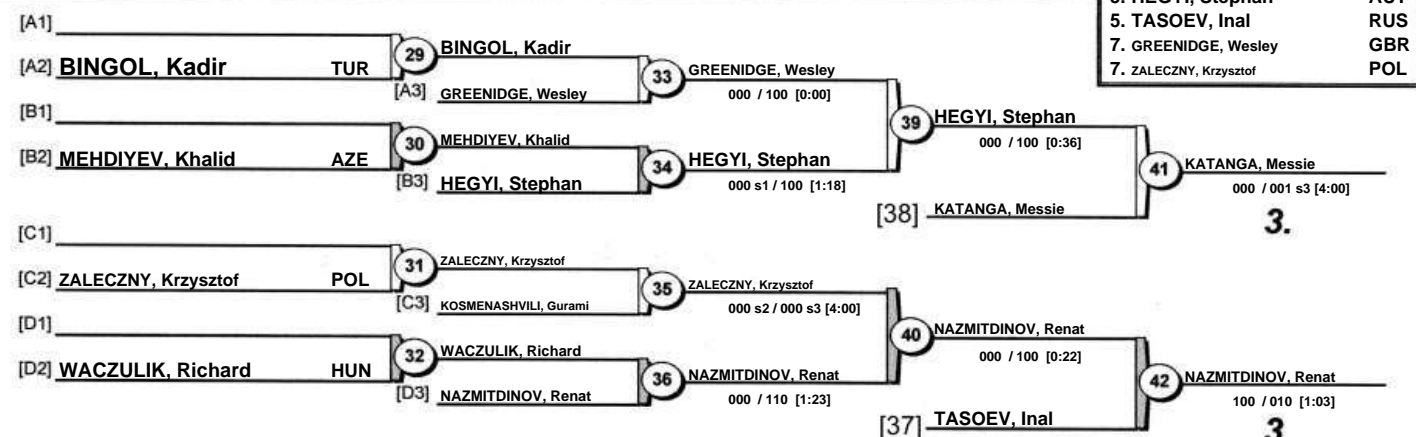 5. HEGYI, Stephan AUT
5. TASOEV, Inal RUS
7. GREENIDGE, Wesley GBR
7. ZALECZNY, Krzysztof POL
[A1]
[A2] BINGOL, Kadir TUR
29
BINGOL, Kadir
[A3] GREENIDGE, Wesley
33
GREENIDGE, Wesley
000 / 100 [0:00]
[B1]
[B2] MEHDIYEV, Khalid AZE
30
MEHDIYEV, Khalid
[B3] HEGYI, Stephan
34
HEGYI, Stephan
000 s1 / 100 [1:18]
39
HEGYI, Stephan
000 / 100 [0:36]
[38] KATANGA, Messie
41
KATANGA, Messie
000 / 001 s3 [4:00]
3.
[C1]
[C2] ZALECZNY, Krzysztof POL
31
ZALECZNY, Krzysztof
[C3] KOSMENASHVILI, Gurami
35
ZALECZNY, Krzysztof
000 s2 / 000 s3 [4:00]
[D1]
[D2] WACZULIK, Richard HUN
32
WACZULIK, Richard
[D3] NAZMITDINOV, Renat
36
NAZMITDINOV, Renat
000 / 110 [1:23]
40
NAZMITDINOV, Renat
000 / 100 [0:22]
[37] TASOEV, Inal
42
NAZMITDINOV, Renat
100 / 010 [1:03]
3